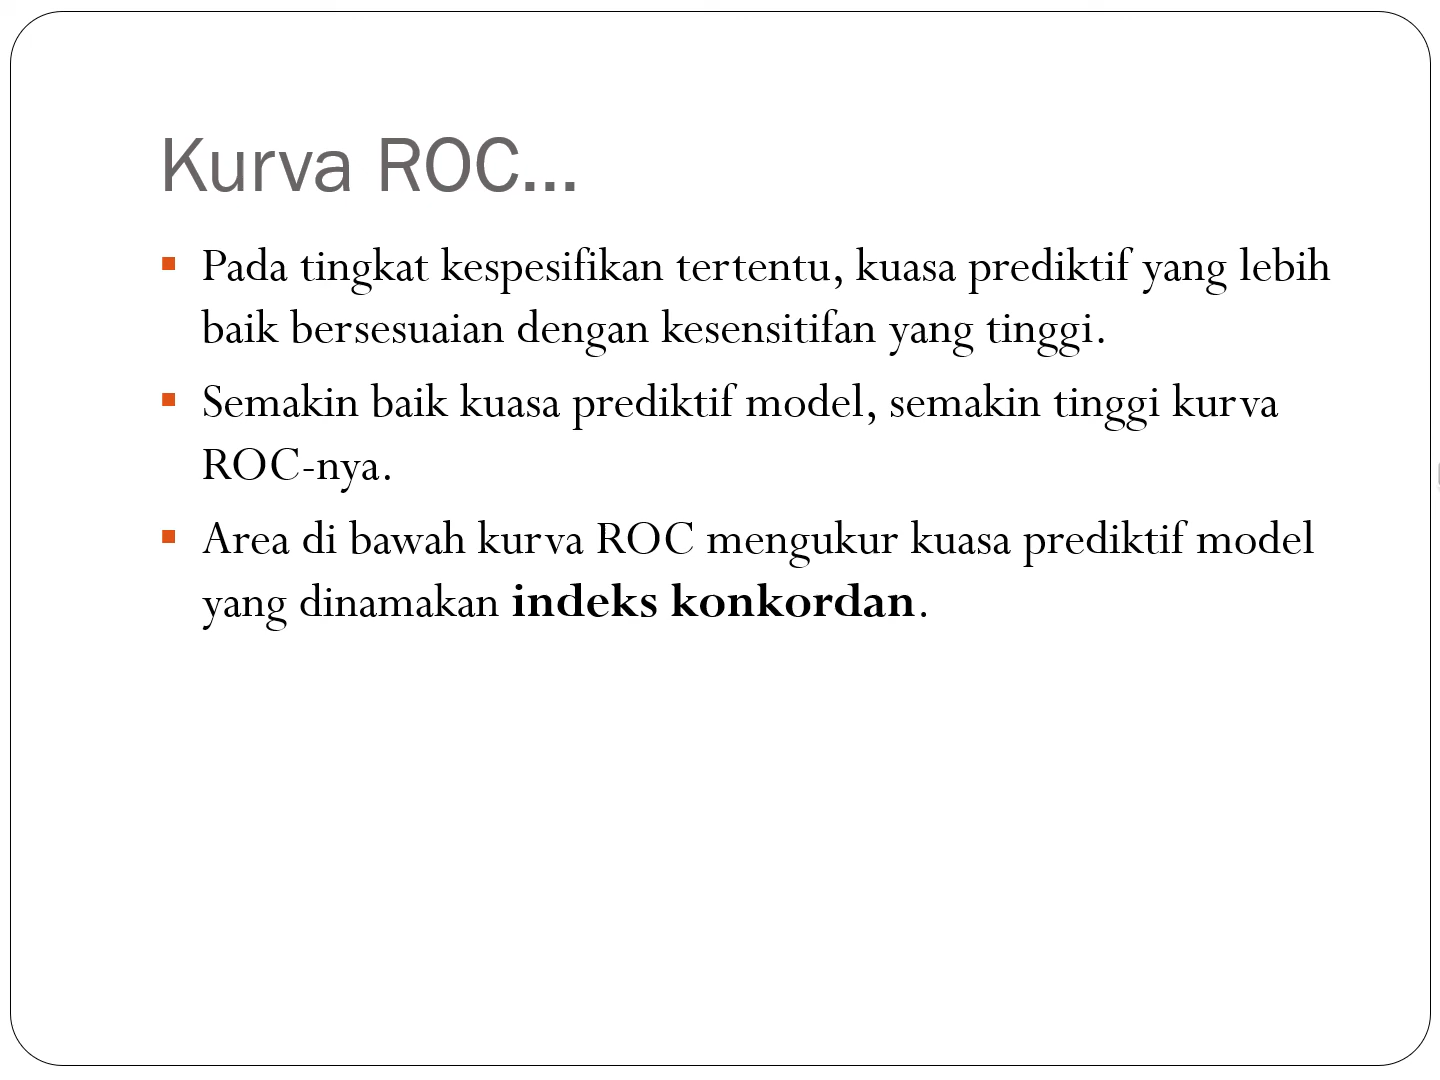 Kurva ROC...
Pada tingkat kespesifikan tertentu, kuasa prediktif yang lebih
baik bersesuaian dengan kesensitifan yang tinggi.
Semakin baik kuasa prediktif model, semakin tinggi kurva
ROC-nya.
Area di bawah kurva ROC mengukur kuasa prediktif model
yang dinamakan indeks konkordan.